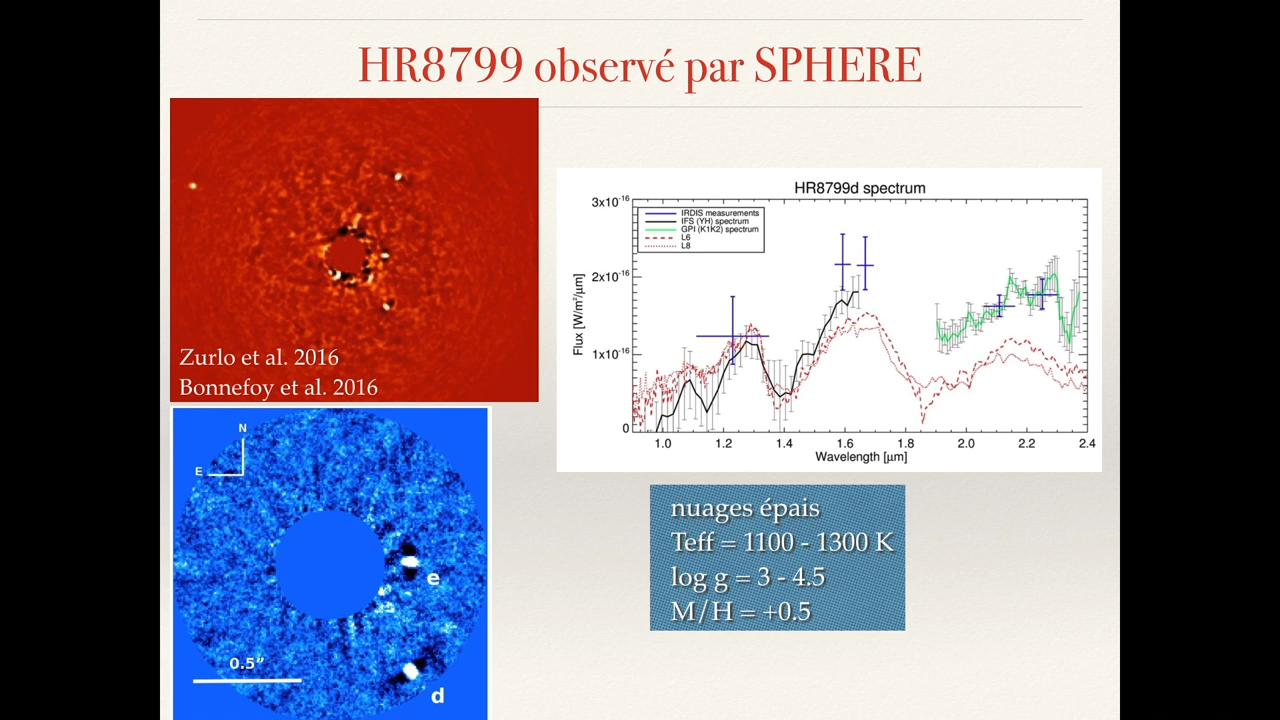 HR8799 observé par SPHERE
Zurlo et al. 2016
Bonnefoy et al. 2016
N
E
e
0.5”
d
HR8799d spectrum
IRDIS measurements
IFS (YH) spectrum
GPI (K1K2) spectrum
L6
L8
3x10-16
2x10-16
1x10-16
0
Flux [W/m²/μm]
1.0 1.2 1.4 1.6 1.8 2.0 2.2 2.4
Wavelength [μm]
nuages épais
Teff = 1100 - 1300 K
log g = 3 - 4.5
M/H = +0.5